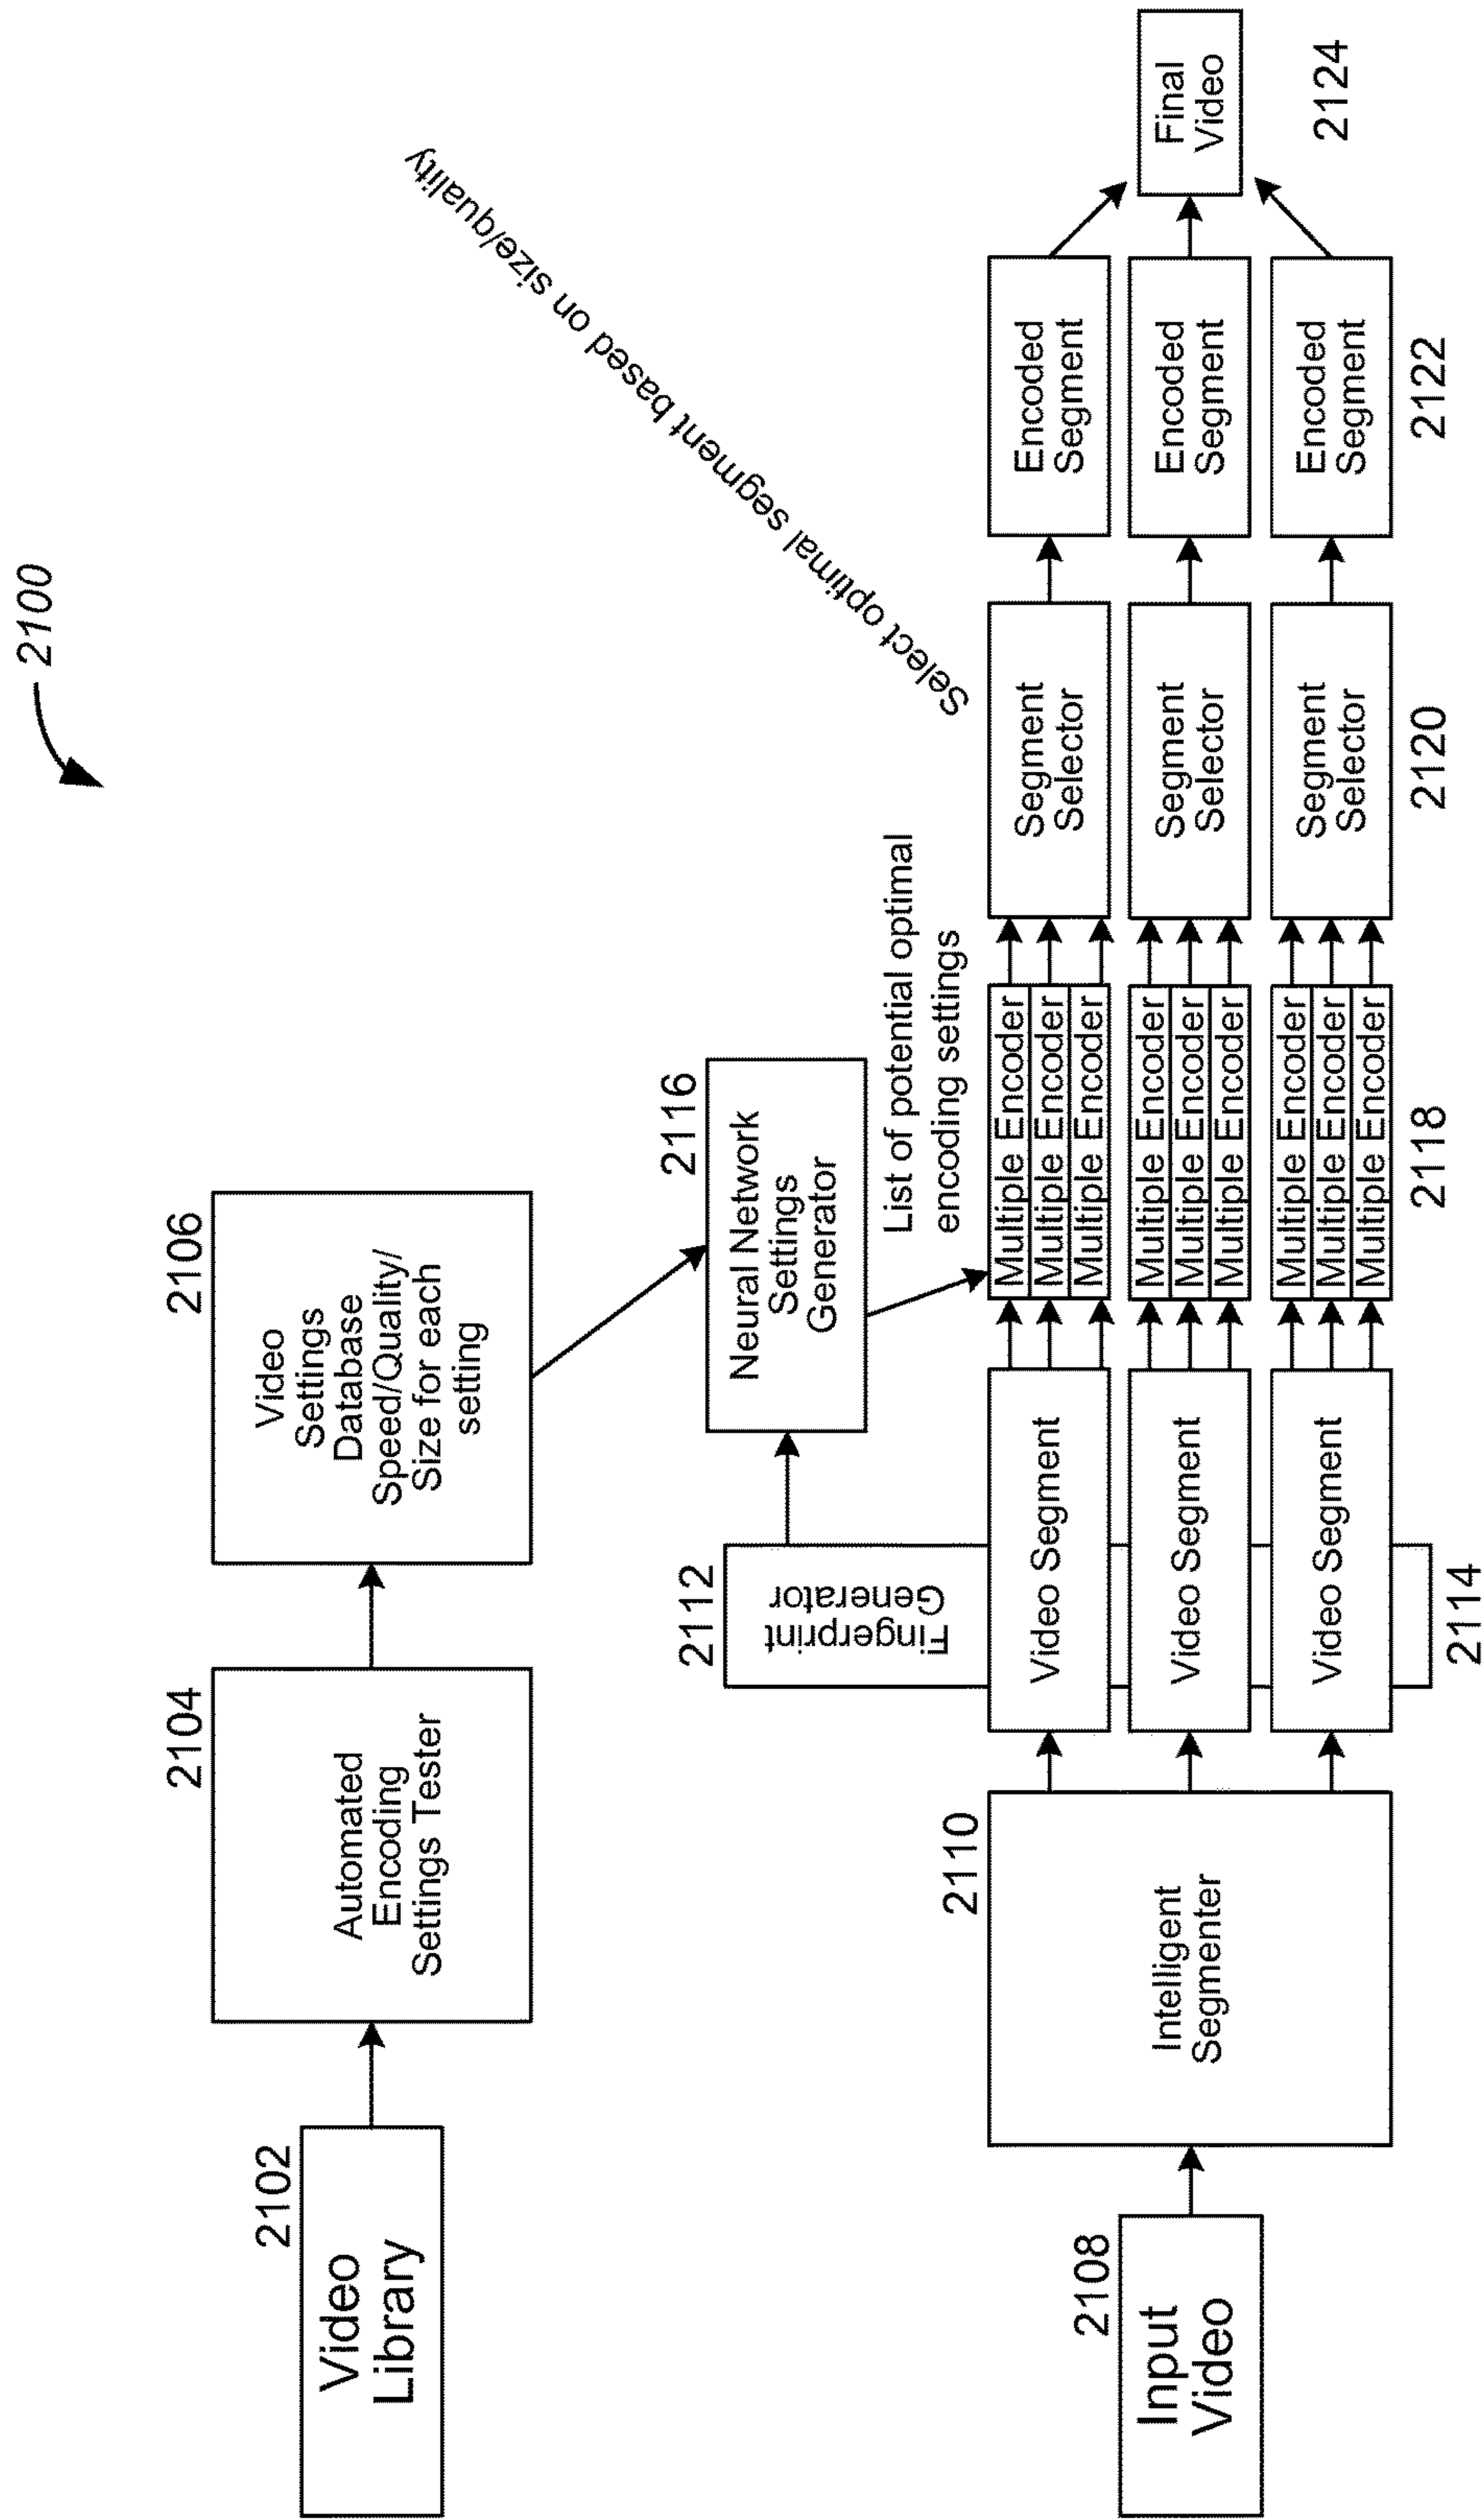 2100
2102
Video
Library
2104
Automated
Encoding
Settings Tester
2106
Video
Settings
Database
Speed/Quality/
Size for each
setting
2108
Input
Video
2110
Intelligent
Segmenter
2112
Fingerprint
Generator
Video Segment
Video Segment
Video Segment
2114
2116
Neural Network
Settings
Generator
List of potential optimal
encoding settings
Multiple Encoder
Multiple Encoder
Multiple Encoder
Multiple Encoder
Multiple Encoder
Multiple Encoder
Multiple Encoder
Multiple Encoder
Multiple Encoder
2118
Select optimal segment based on size/quality
Segment
Selector
Segment
Selector
Segment
Selector
2120
Encoded
Segment
Encoded
Segment
Encoded
Segment
2122
Final
Video
2124